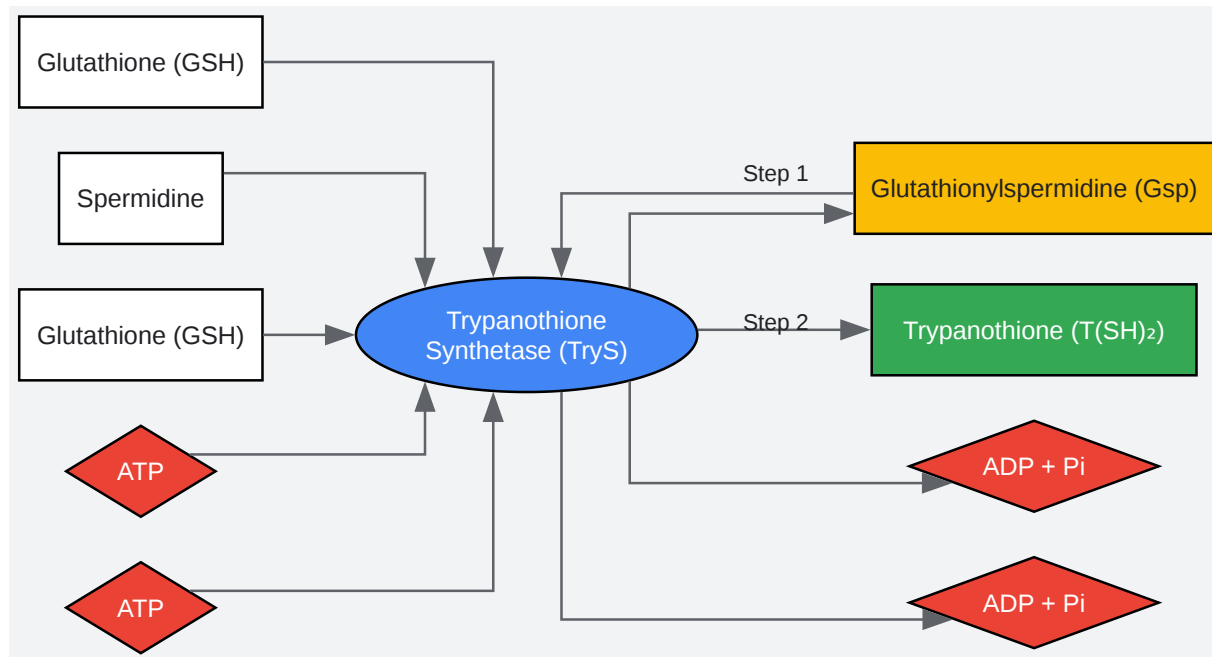 Glutathione (GSH)
Spermidine
Glutathione (GSH)
ATP
ATP
Trypanothione
Synthetase (TryS)
Step 1
Glutathionylspermidine (Gsp)
Step 2
Trypanothione (T(SH)₂)
ADP + Pi
ADP + Pi